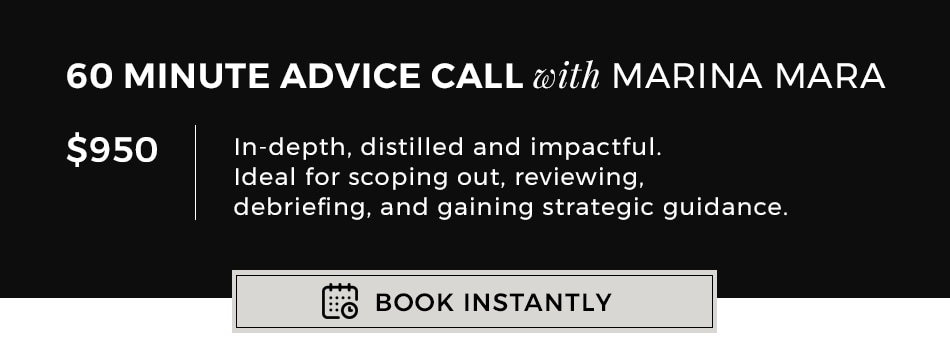 60 MINUTE ADVICE CALL with MARINA MARA
$950
In-depth, distilled and impactful.
Ideal for scoping out, reviewing,
debriefing, and gaining strategic guidance.
BOOK INSTANTLY